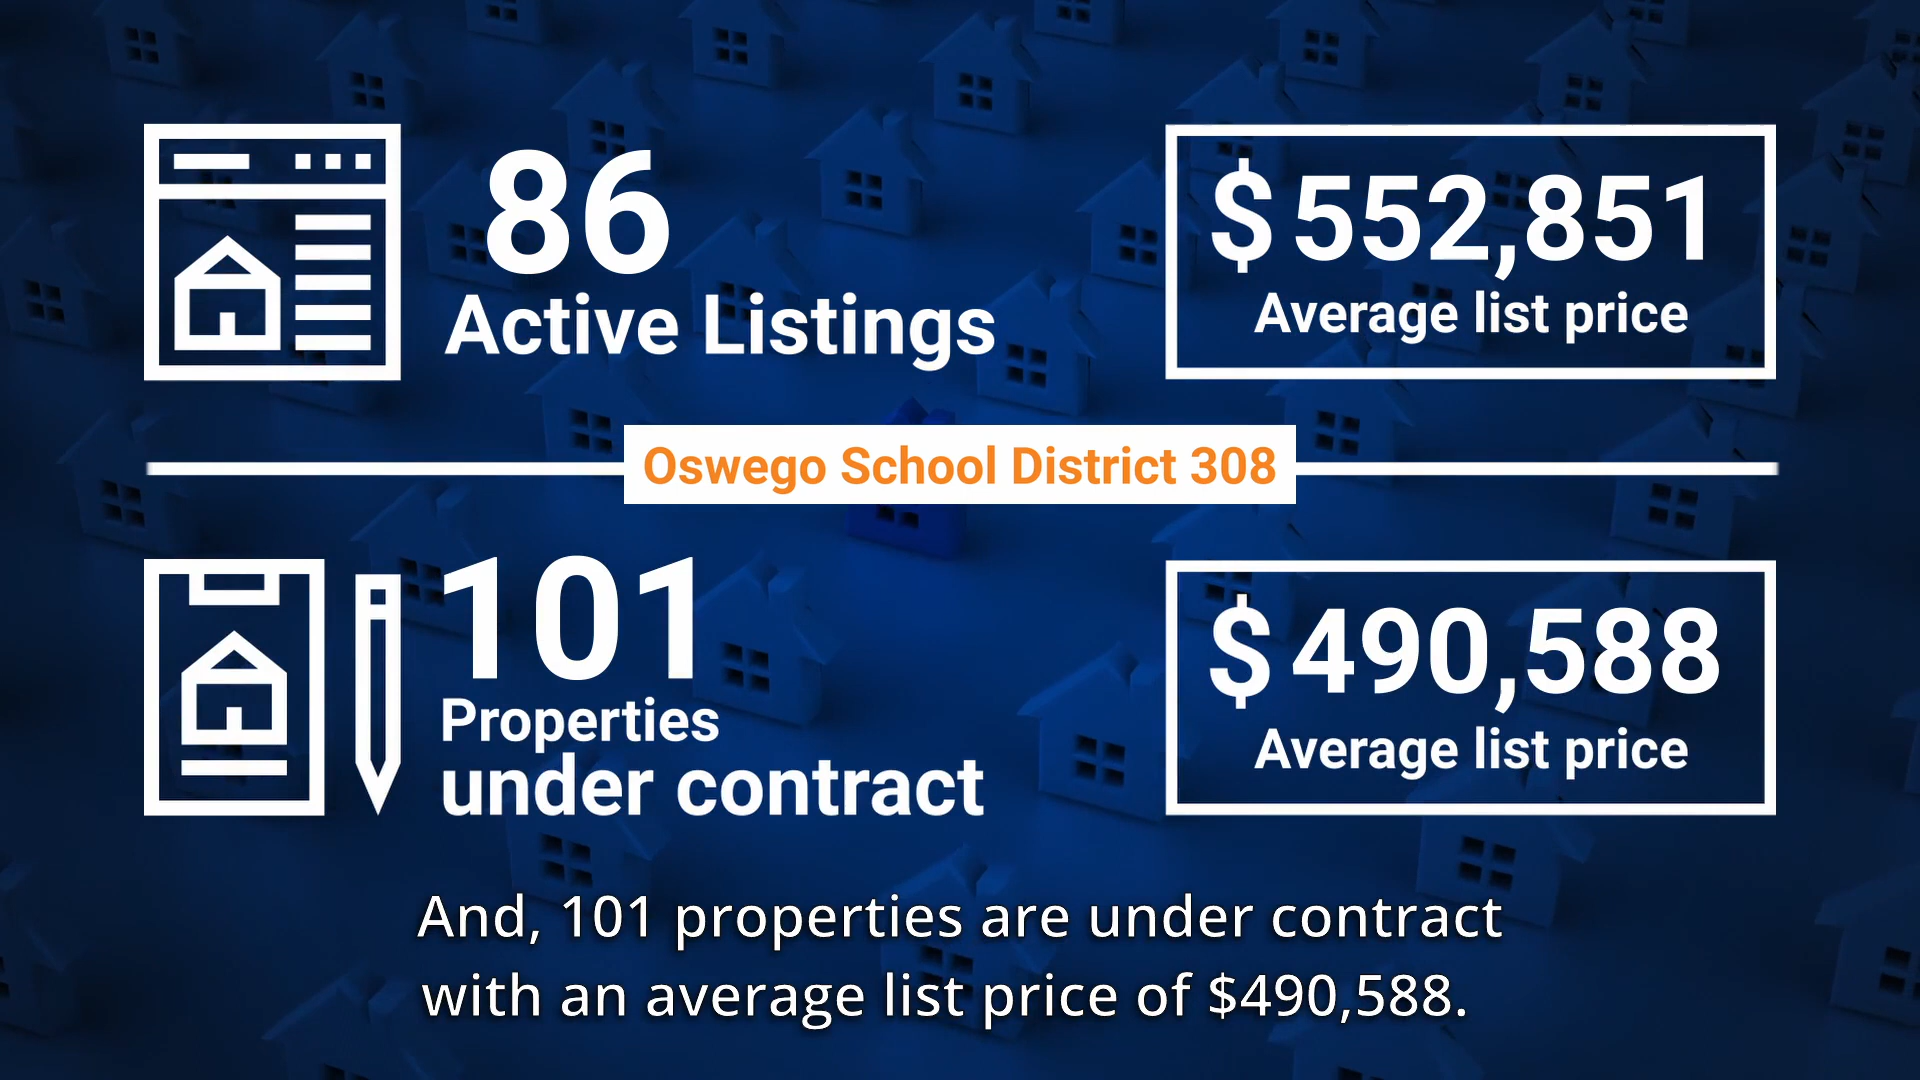 86
Active Listings
$552,851
Average list price
Oswego School District 308
101
Properties
under contract
$490,588
Average list price
And, 101 properties are under contract
with an average list price of $490,588.